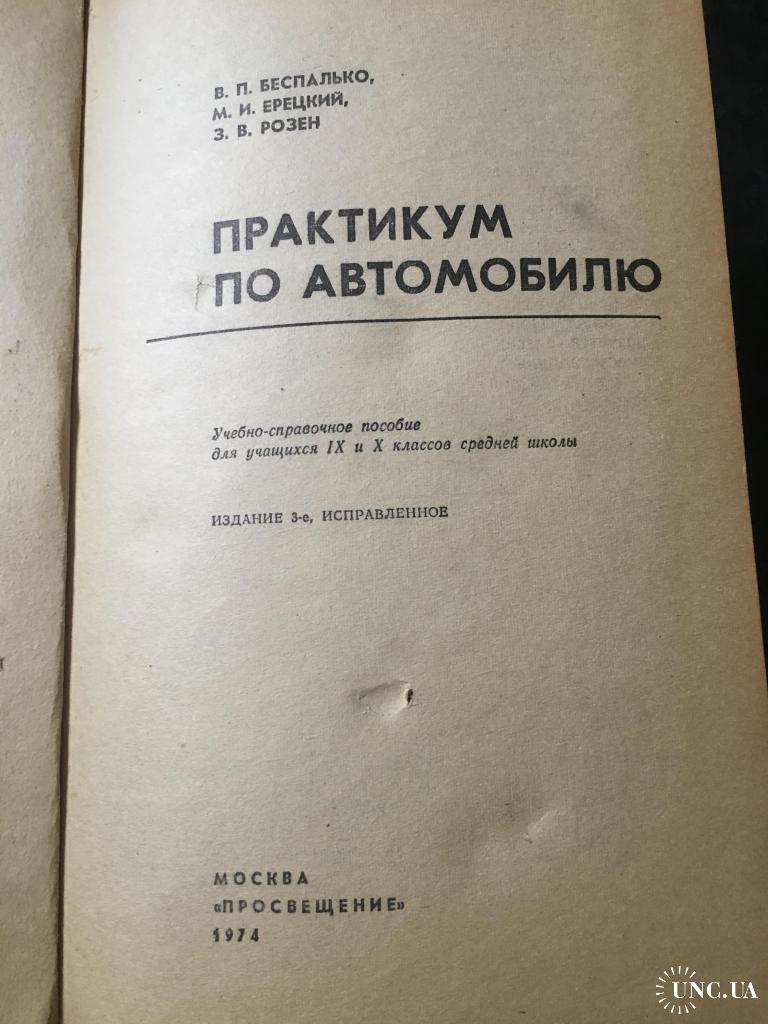 В. П. БЕСПАЛЬКО,
М. И. ЕРЕЦКИЙ,
З. В. РОЗЕН
ПРАКТИКУМ
ПО АВТОМОБИЛЮ
Учебно-справочное пособие
для учащихся IX и X классов средней школы
ИЗДАНИЕ 3-е, ИСПРАВЛЕННОЕ
МОСКВА
«ПРОСВЕЩЕНИЕ»
1974
UNC.UA